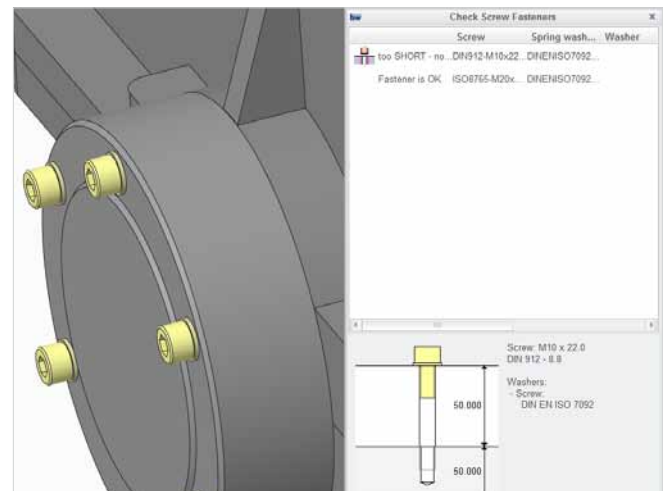 Check Screw Fasteners x
Screw Spring wash... Washer
too SHORT - no...DIN912-M10x22...DINENISO7092...
Fastener is OK ISO8765-M20x... DINENISO7092...
Screw: M10 x 22.0
DIN 912 - 8.8
Washers:
- Screw:
DIN EN ISO 7092
50.000
50.000